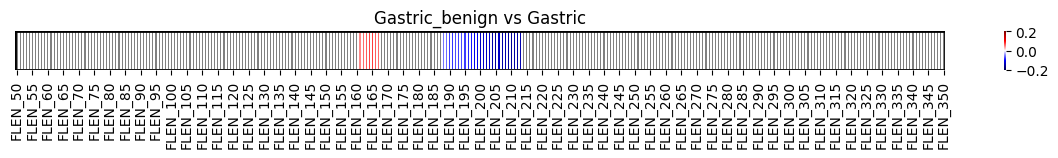 Gastric_benign vs Gastric
0.2
0.0
−0.2
FLEN_50
FLEN_55
FLEN_60
FLEN_65
FLEN_70
FLEN_75
FLEN_80
FLEN_85
FLEN_90
FLEN_95
FLEN_100
FLEN_105
FLEN_110
FLEN_115
FLEN_120
FLEN_125
FLEN_130
FLEN_135
FLEN_140
FLEN_145
FLEN_150
FLEN_155
FLEN_160
FLEN_165
FLEN_170
FLEN_175
FLEN_180
FLEN_185
FLEN_190
FLEN_195
FLEN_200
FLEN_205
FLEN_210
FLEN_215
FLEN_220
FLEN_225
FLEN_230
FLEN_235
FLEN_240
FLEN_245
FLEN_250
FLEN_255
FLEN_260
FLEN_265
FLEN_270
FLEN_275
FLEN_280
FLEN_285
FLEN_290
FLEN_295
FLEN_300
FLEN_305
FLEN_310
FLEN_315
FLEN_320
FLEN_325
FLEN_330
FLEN_335
FLEN_340
FLEN_345
FLEN_350